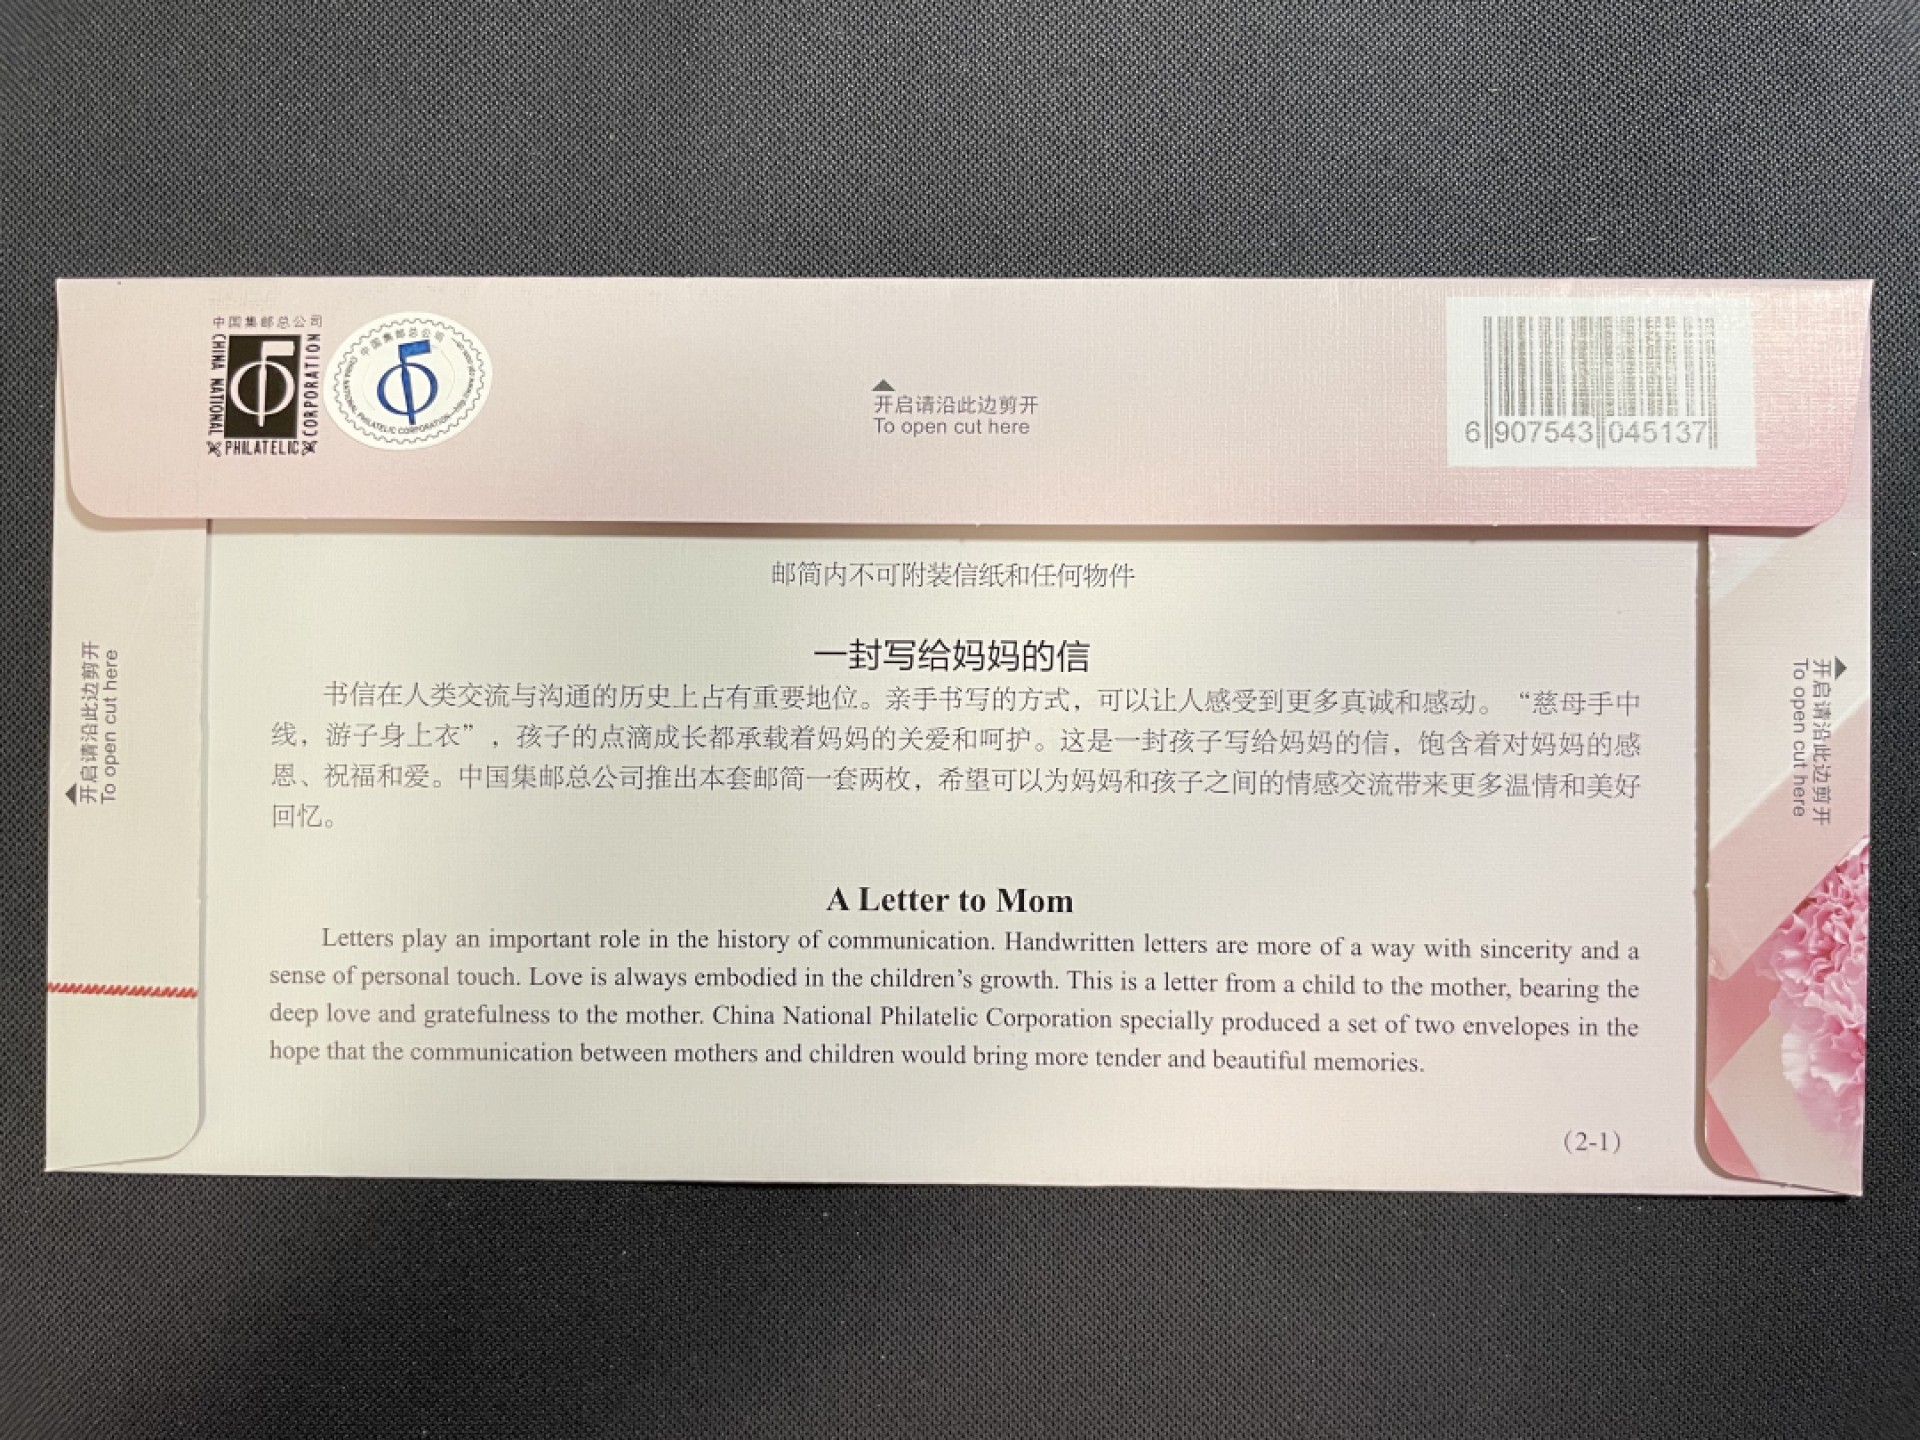 中国集邮总公司
CHINA NATIONAL
PHILATELIC
CORPORATION
中国集邮总公司
CHINA NATIONAL PHILATELIC CORPORATION
开启请沿此边剪开
To open cut here
6 907543 045137
邮简内不可附装信纸和任何物件
一封写给妈妈的信
书信在人类交流与沟通的历史上占有重要地位。亲手书写的方式，可以让人感受到更多真诚和感动。“慈母手中
线，游子身上衣”，孩子的点滴成长都承载着妈妈的关爱和呵护。这是一封孩子写给妈妈的信，饱含着对妈妈的感
恩、祝福和爱。中国集邮总公司推出本套邮简一套两枚，希望可以为妈妈和孩子之间的情感交流带来更多温情和美好
回忆。
A Letter to Mom
Letters play an important role in the history of communication. Handwritten letters are more of a way with sincerity and a
sense of personal touch. Love is always embodied in the children’s growth. This is a letter from a child to the mother, bearing the
deep love and gratefulness to the mother. China National Philatelic Corporation specially produced a set of two envelopes in the
hope that the communication between mothers and children would bring more tender and beautiful memories.
(2-1)
开启请沿此边剪开
To open cut here
开启请沿此边剪开
To open cut here